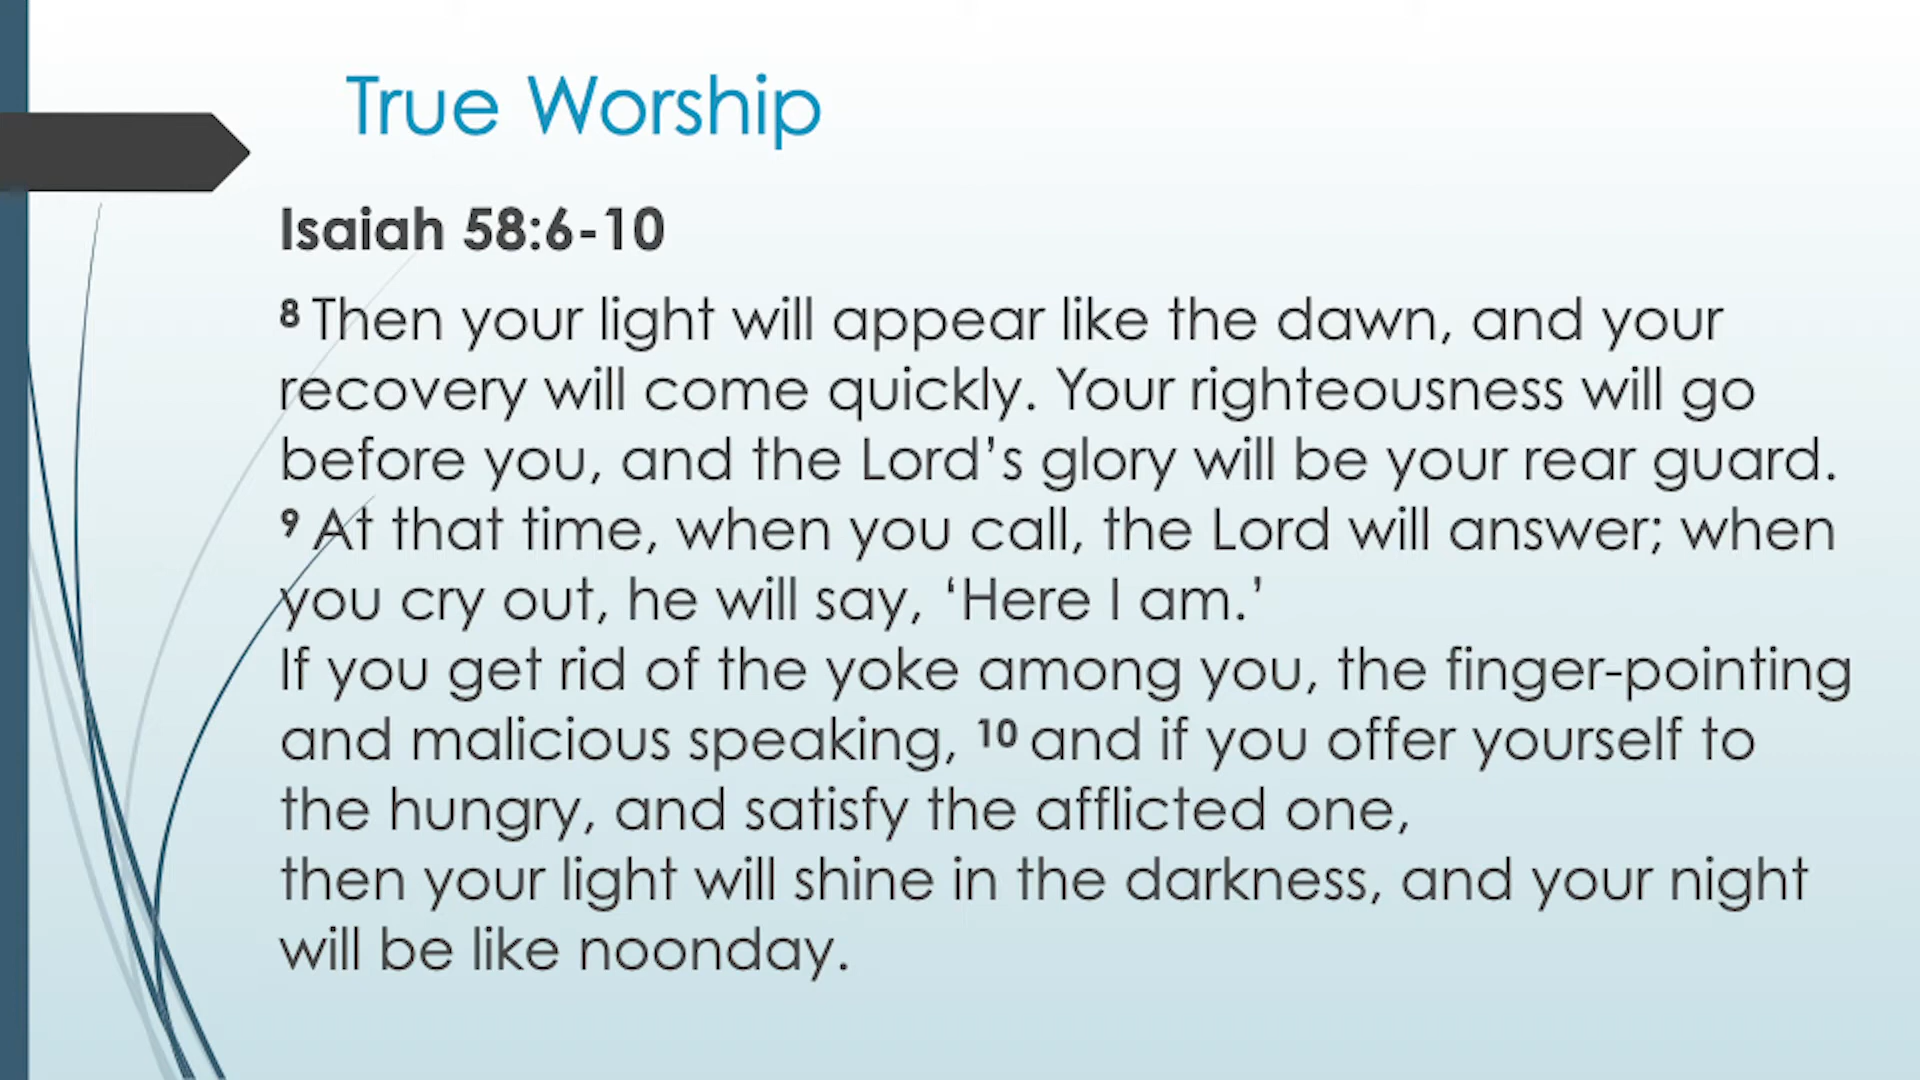 True Worship
Isaiah 58:6-10
8 Then your light will appear like the dawn, and your
recovery will come quickly. Your righteousness will go
before you, and the Lord’s glory will be your rear guard.
9 At that time, when you call, the Lord will answer; when
you cry out, he will say, ‘Here I am.’
If you get rid of the yoke among you, the finger-pointing
and malicious speaking, 10 and if you offer yourself to
the hungry, and satisfy the afflicted one,
then your light will shine in the darkness, and your night
will be like noonday.